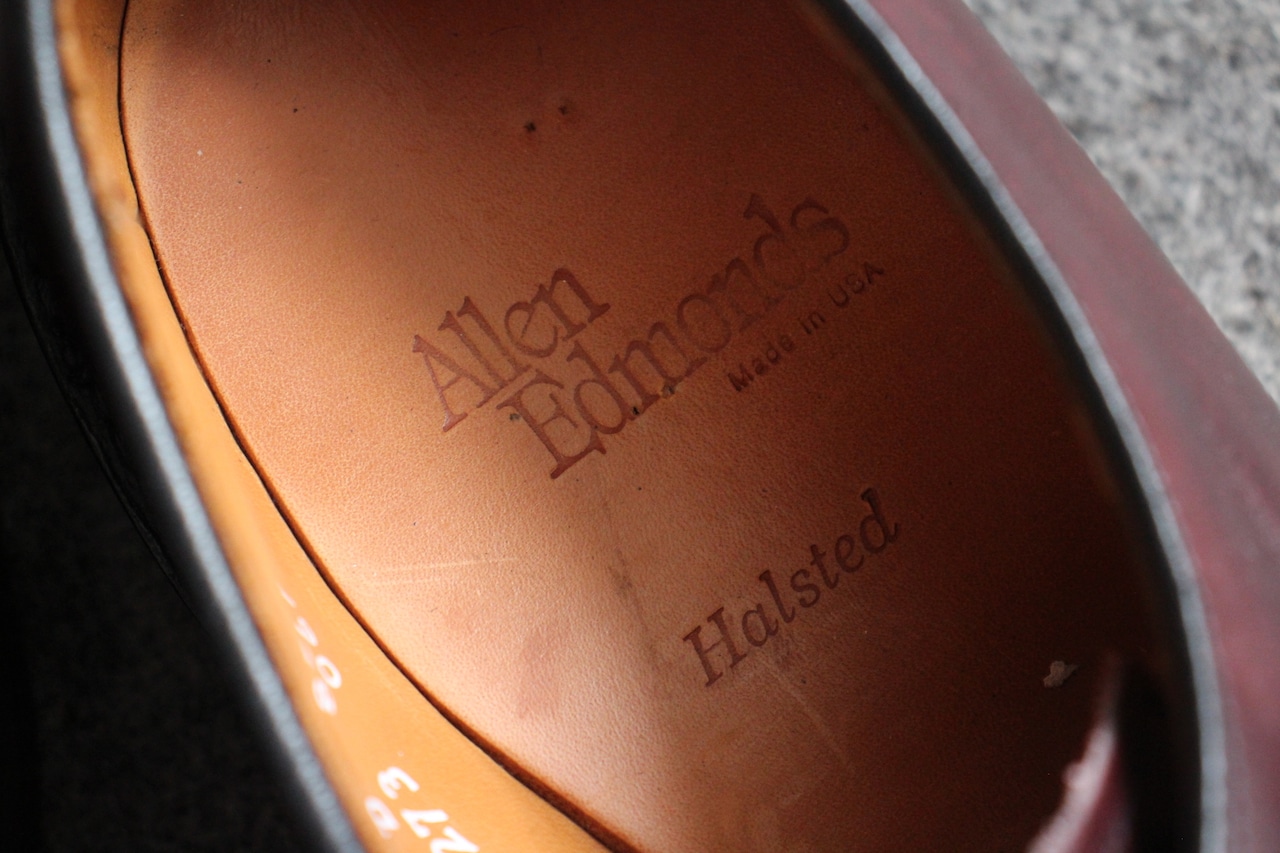 Allen
Edmonds
Made in USA
Halsted